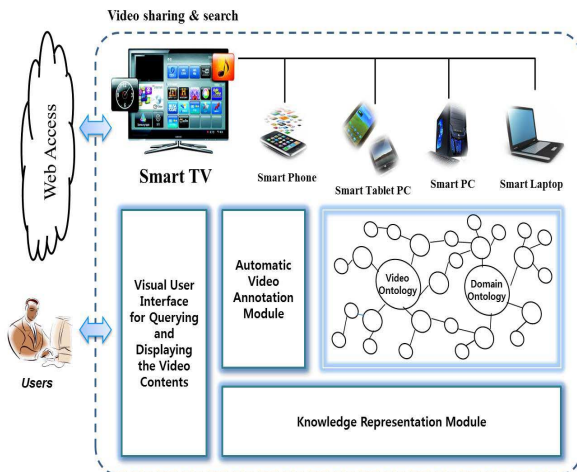 Video sharing & search
Web Access
Smart TV
Smart Phone
Smart Tablet PC
Smart PC
Smart Laptop
Visual User
Interface
for Querying
and
Displaying
the Video
Contents
Automatic
Video
Annotation
Module
Video
Ontology
Domain
Ontology
Users
Knowledge Representation Module